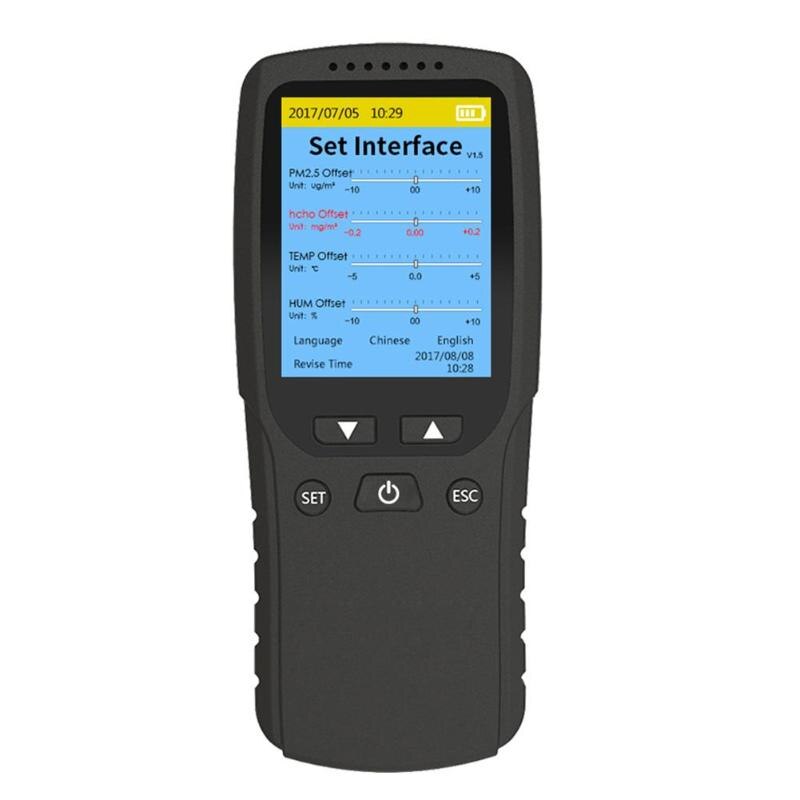 2017/07/05 10:29
Set Interface V1.5
PM2.5 Offset
Unit: ug/m³ -10 00 +10
hcho Offset
Unit: mg/m³ -0.2 0.00 +0.2
TEMP Offset
Unit: ℃ -5 0.0 +5
HUM Offset
Unit: % -10 00 +10
Language Chinese English
Revise Time 2017/08/08
10:28
SET
ESC